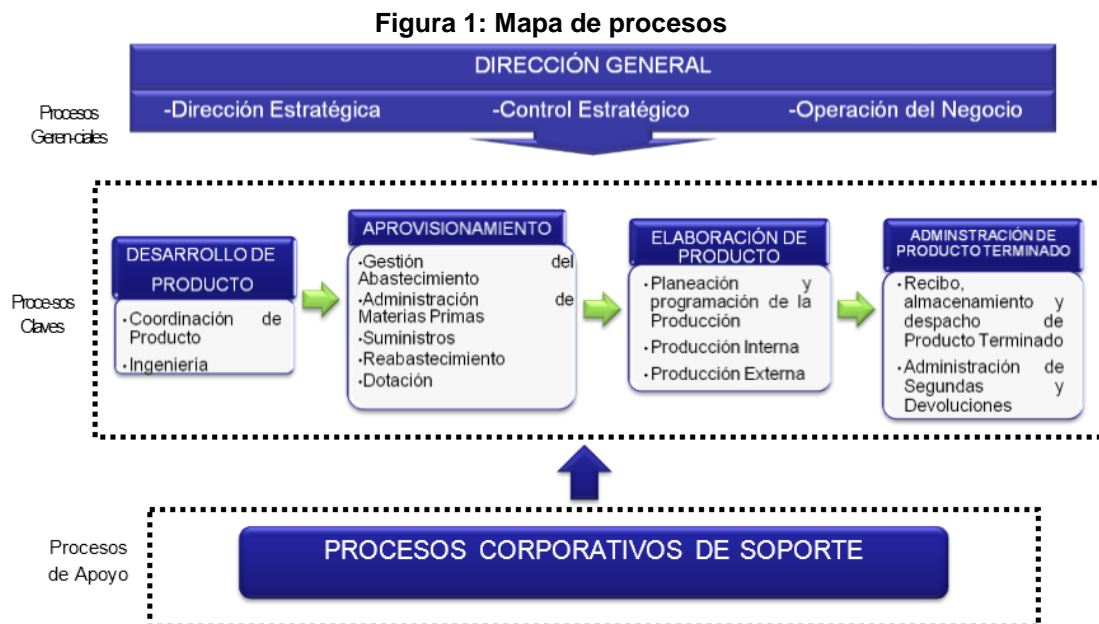 Figura 1: Mapa de procesos
DIRECCIÓN GENERAL
Procesos
Geren-ciales
-Dirección Estratégica -Control Estratégico -Operación del Negocio
Proce-sos
Claves
DESARROLLO DE
PRODUCTO
•Coordinación de
Producto
•Ingeniería
APROVISIONAMIENTO
•Gestión del
Abastecimiento
•Administración de
Materias Primas
•Suministros
•Reabastecimiento
•Dotación
ELABORACIÓN DE
PRODUCTO
•Planeación y
programación de la
Producción
•Producción Interna
•Producción Externa
ADMINSTRACIÓN DE
PRODUCTO TERMINADO
•Recibo,
almacenamiento y
despacho de
Producto Terminado
•Administración de
Segundas y
Devoluciones
Procesos
de Apoyo
PROCESOS CORPORATIVOS DE SOPORTE